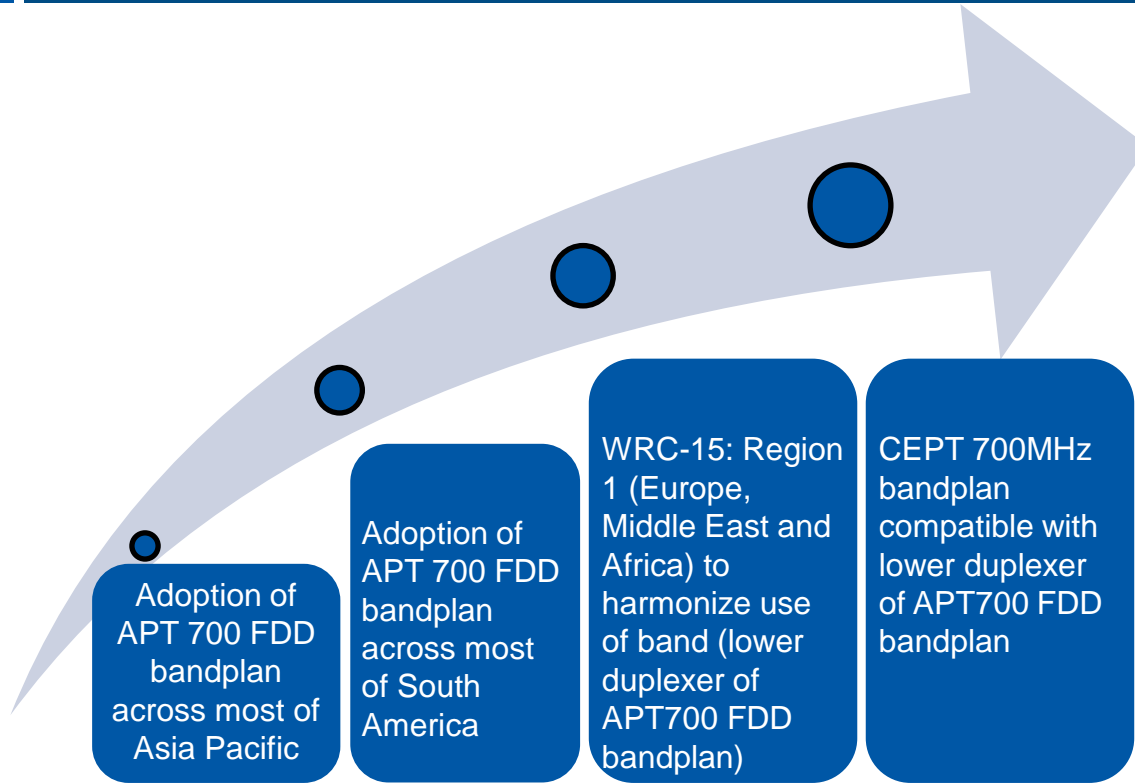 Adoption of
APT 700 FDD
bandplan
across most of
Asia Pacific
Adoption of
APT 700 FDD
bandplan
across most
of South
America
WRC-15: Region
1 (Europe,
Middle East and
Africa) to
harmonize use
of band (lower
duplexer of
APT700 FDD
bandplan)
CEPT 700MHz
bandplan
compatible with
lower duplexer
of APT700 FDD
bandplan